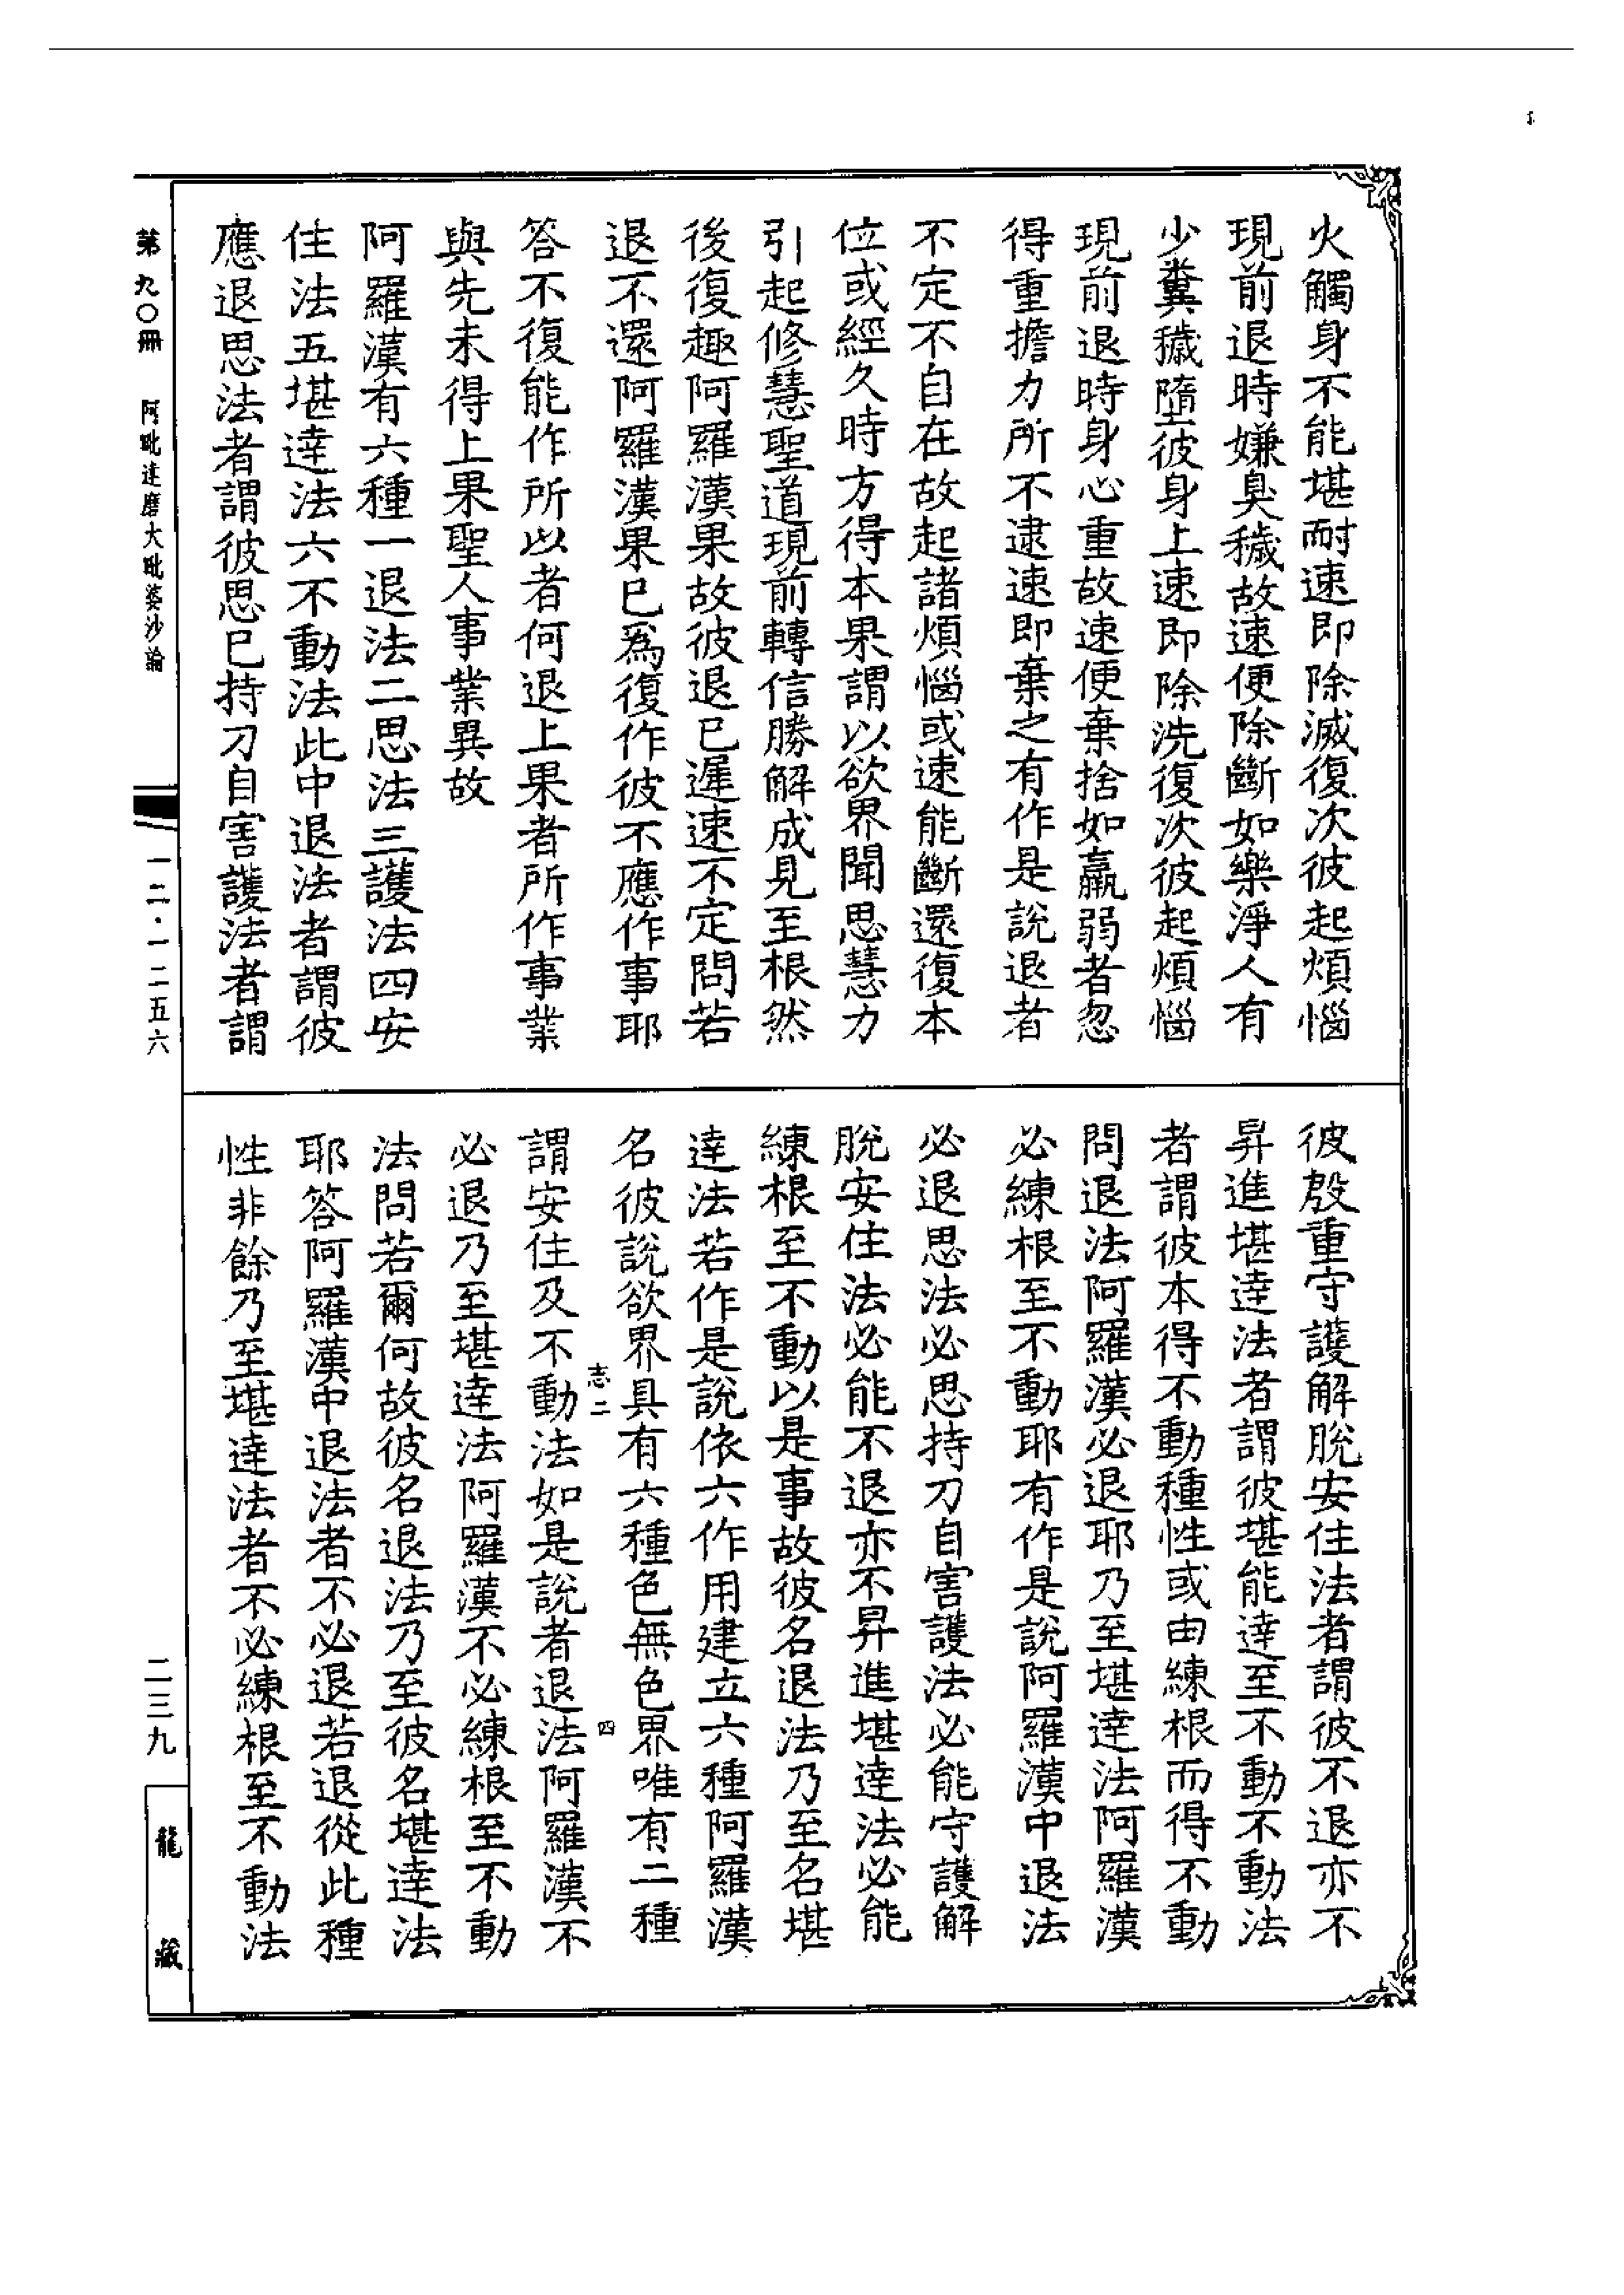 火觸身不能堪耐速即除滅復次彼起煩惱
現前退時嫌臭穢故速便除斷如樂淨人有
少糞穢墮彼身上速即除洗復次彼起煩惱
現前退時身心重故速便棄捨如羸弱者忽
得重擔力所不逮速即棄之有作是說退者
不定不自在故起諸煩惱或速能斷還復本
位或經久時方得本果謂以欲界聞思慧力
引起修慧聖道現前轉信勝解成見至根然
後復趣阿羅漢果故彼退已遲速不定問若
退不還阿羅漢果已為復作彼不應作事耶
答不復能作所以者何退上果者所作事業
與先未得上果聖人事業異故
阿羅漢有六種一退法二思法三護法四安
住法五堪達法六不動法此中退法者謂彼
應退思法者謂彼思已持刀自害護法者謂
彼殷重守護解脫安住法者謂彼不退亦不
昇進堪達法者謂彼堪能達至不動不動法
者謂彼本得不動種性或由練根而得不動
問退法阿羅漢必退耶乃至堪達法阿羅漢
必練根至不動耶有作是說阿羅漢中退法
必退思法必思持刀自害護法必能守護解
脫安住法必能不退亦不昇進堪達法必能
練根至不動以是事故彼名退法乃至名堪
達法若作是說依六作用建立六種阿羅漢
名彼說欲界具有六種色無色界唯有二種
志二 四
謂安住及不動法如是說者退法阿羅漢不
必退乃至堪達法阿羅漢不必練根至不動
法問若爾何故彼名退法乃至彼名堪達法
耶答阿羅漢中退法者不必退若退從此種
性非餘乃至堪達法者不必練根至不動法
第九〇冊 阿毗達磨大毗婆沙論
一二·一二五六
二三九
龍藏